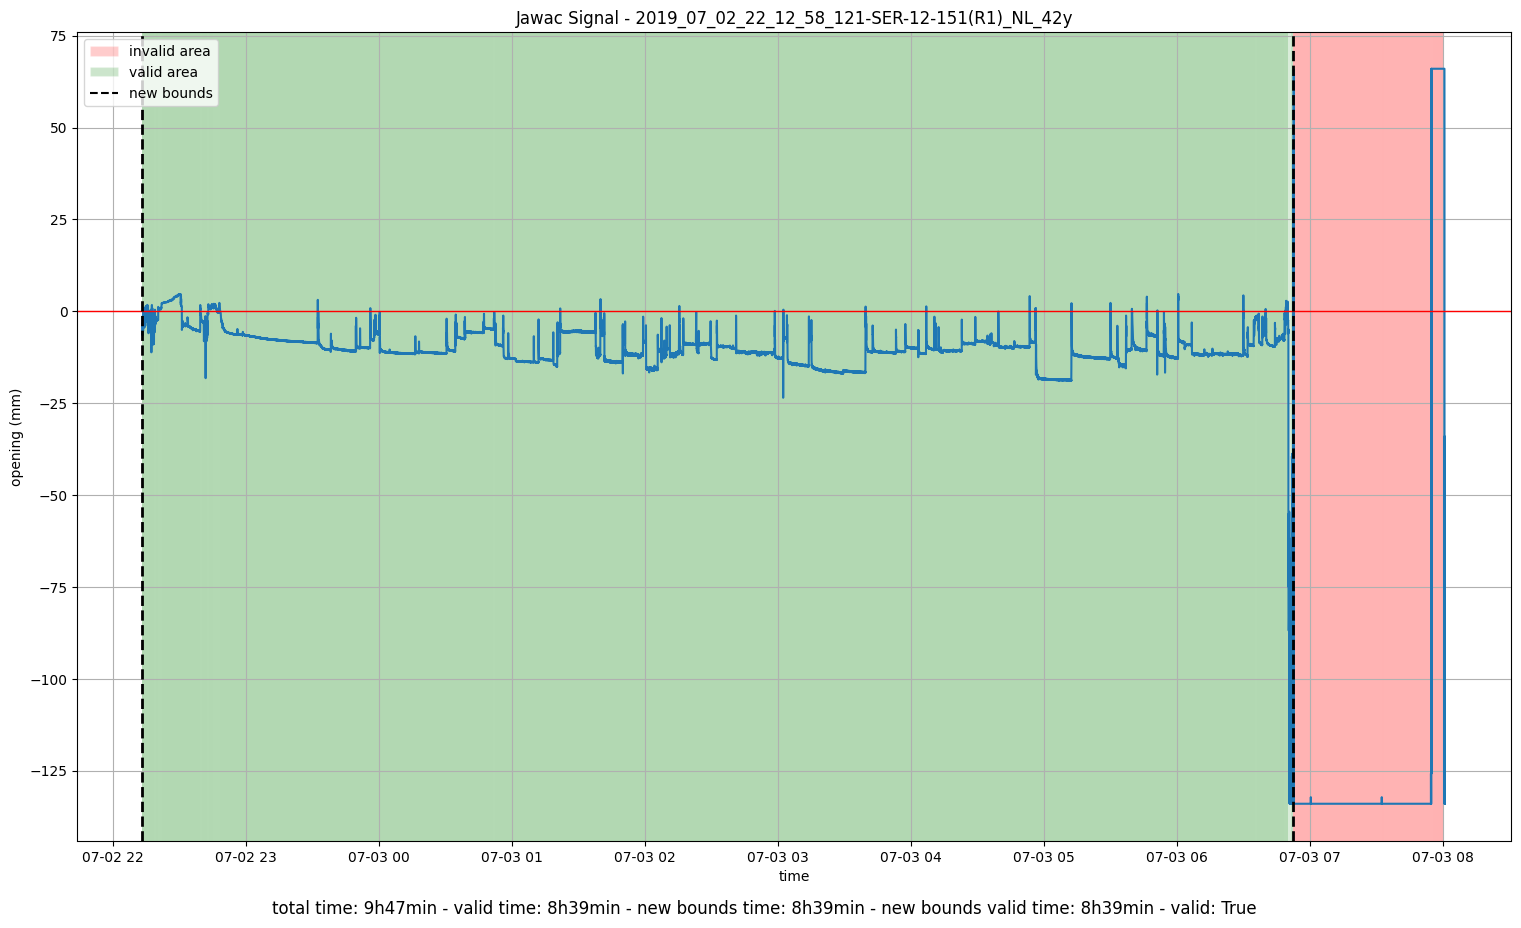 Jawac Signal - 2019_07_02_22_12_58_121-SER-12-151(R1)_NL_42y
invalid area
valid area
new bounds
75
50
25
0
−25
−50
−75
−100
−125
opening (mm)
07-02 22 07-02 23 07-03 00 07-03 01 07-03 02 07-03 03 07-03 04 07-03 05 07-03 06 07-03 07 07-03 08
time
total time: 9h47min - valid time: 8h39min - new bounds time: 8h39min - new bounds valid time: 8h39min - valid: True